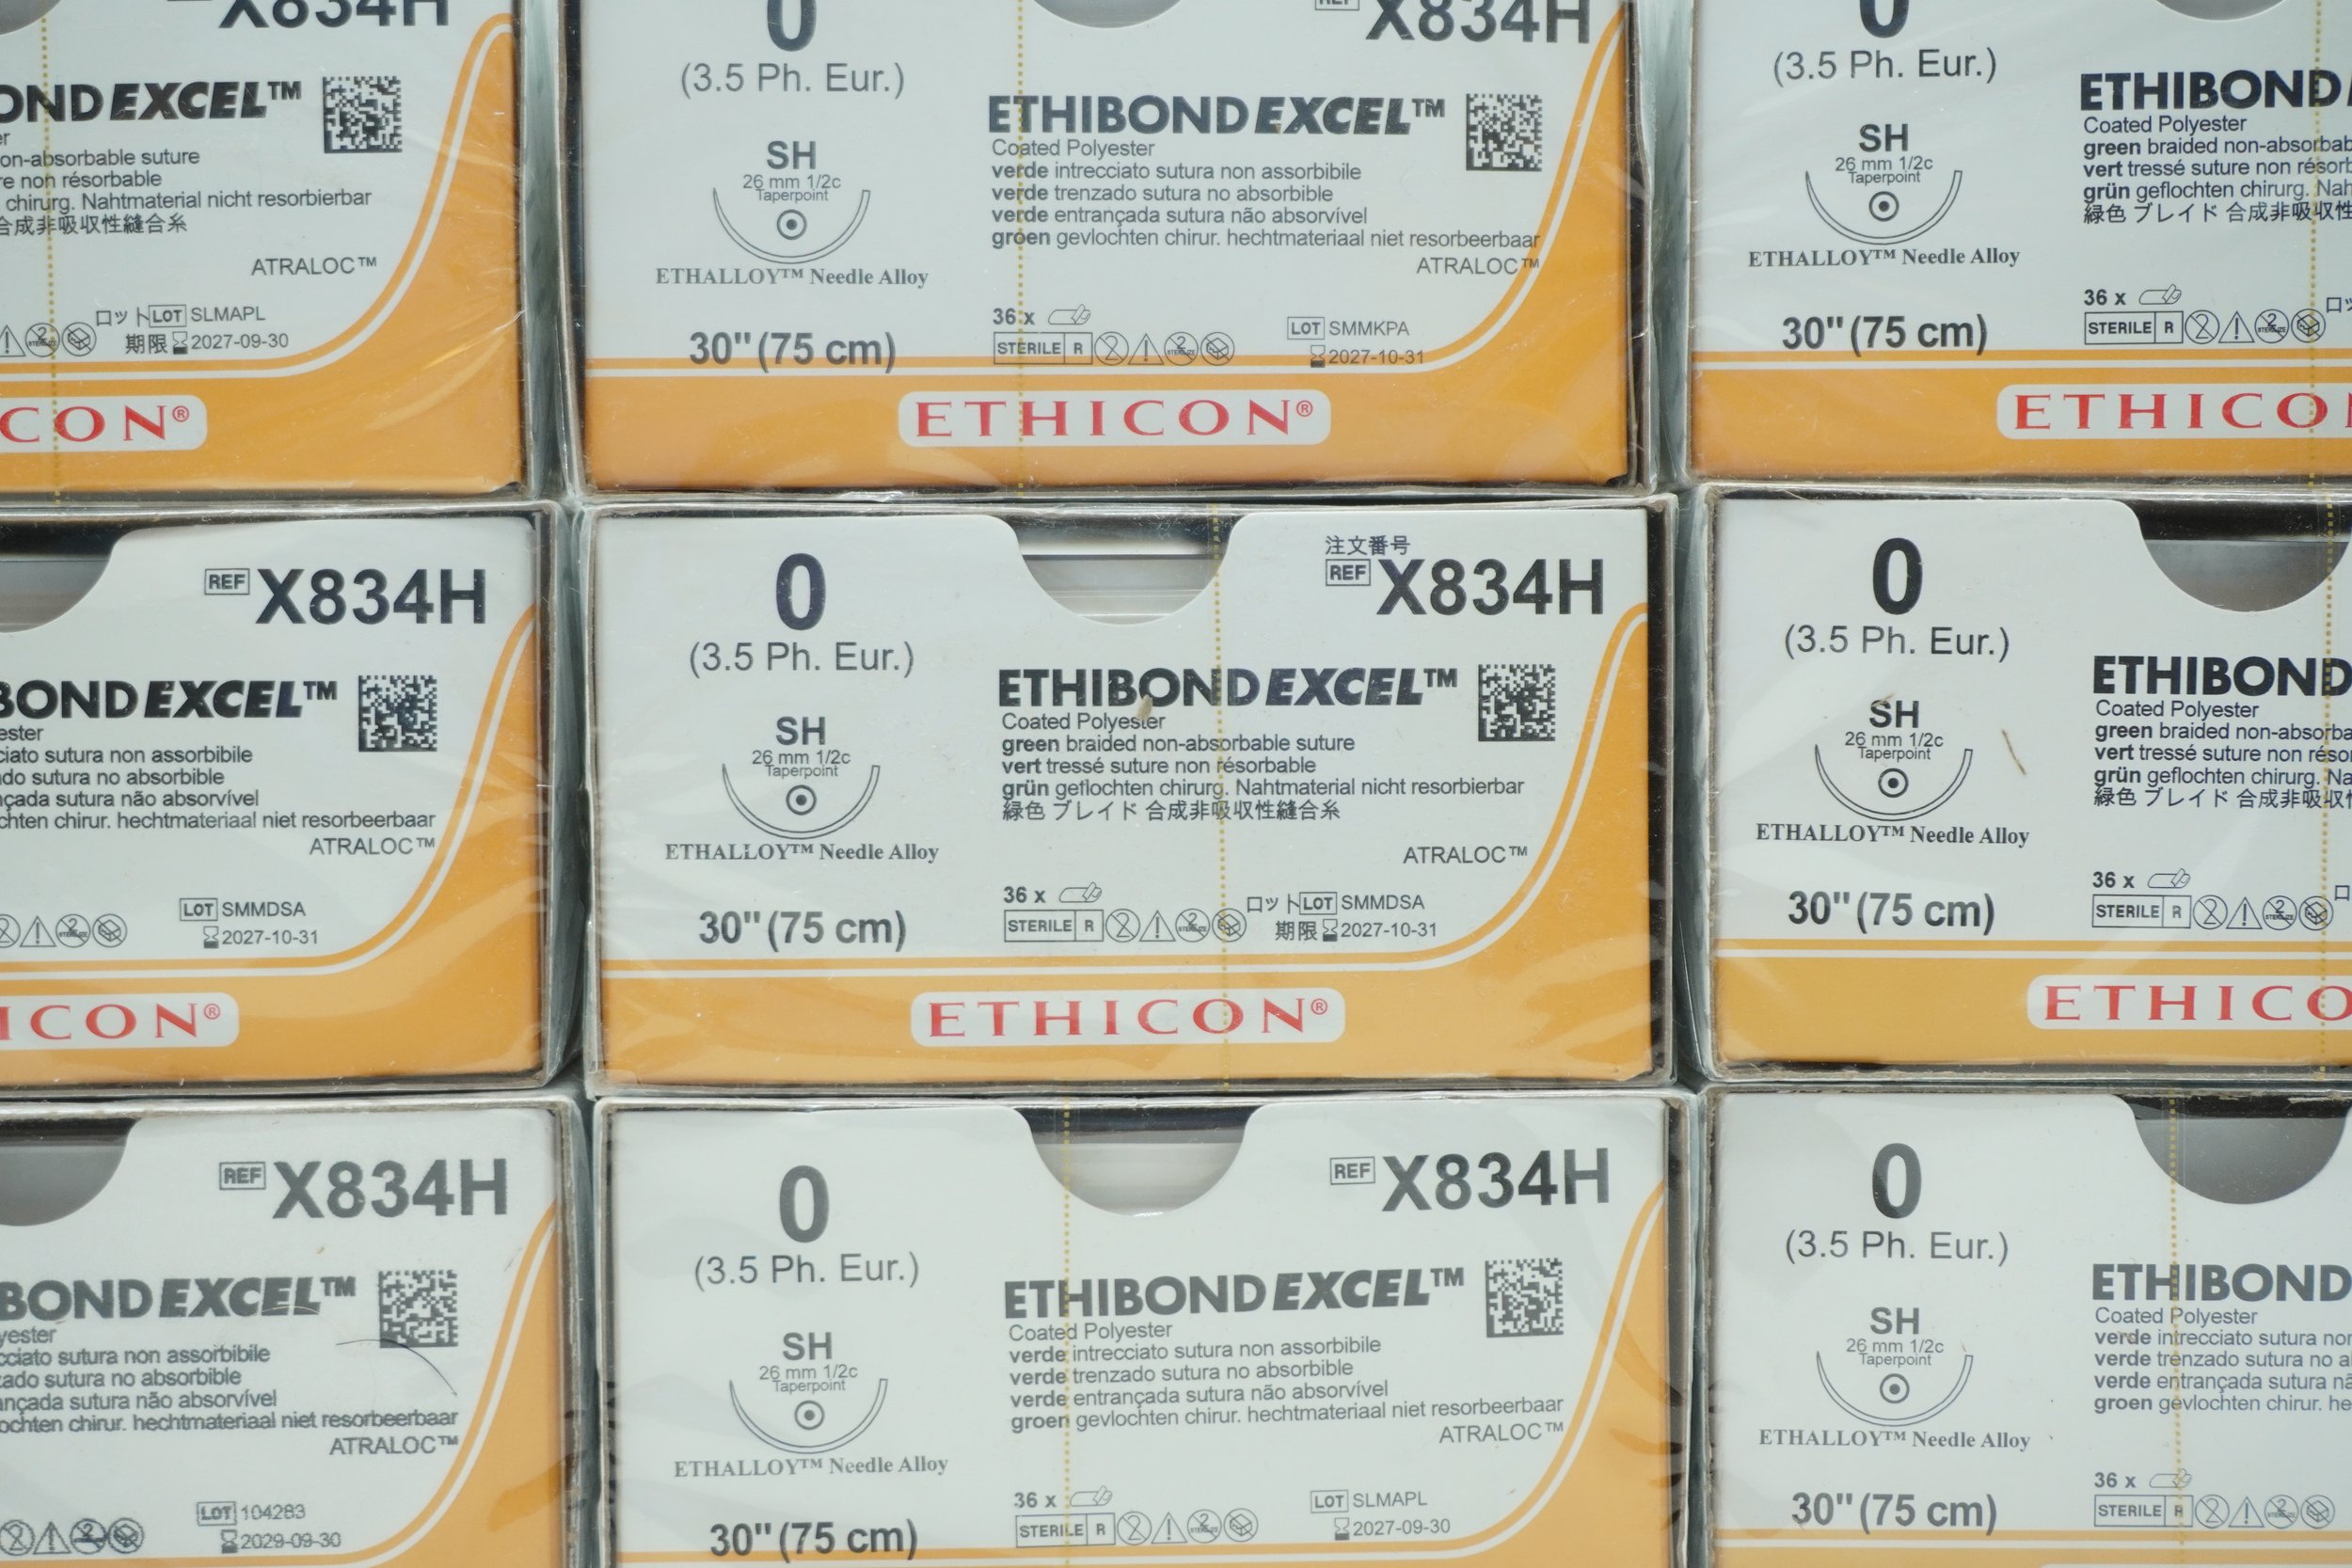 X834H
OND EXCEL™
on-absorbable suture
re non résorbable
chirurg. Nahtmaterial nicht resorbierbar
合成非吸収性縫合糸
ATRALOC™
ロット LOT SLMAPL
期限 2027-09-30
CON®
0
REF X834H
(3.5 Ph. Eur.)
ETHIBOND EXCEL™
Coated Polyester
verde intrecciato sutura non assorbibile
verde trenzado sutura no absorbible
verde entrançada sutura não absorvível
groen gevlochten chirur. hechtmateriaal niet resorbeerbaar
ATRALOC™
SH
26 mm 1/2c
Taperpoint
ETHALLOY™ Needle Alloy
36 x
30" (75 cm)
STERILE R
LOT SMMKPA
2027-10-31
ETHICON®
0
(3.5 Ph. Eur.)
ETHIBOND
Coated Polyester
green braided non-absorbab
vert tressé suture non résorb
grün geflochten chirurg. Nah
緑色 ブレイド 合成非吸収性
SH
26 mm 1/2c
Taperpoint
ETHALLOY™ Needle Alloy
36 x
30" (75 cm)
STERILE R
ETHICO
REF X834H
BOND EXCEL™
ester
ciato sutura non assorbibile
do sutura no absorbible
nçada sutura não absorvível
chten chirur. hechtmateriaal niet resorbeerbaar
ATRALOC™
LOT SMMDSA
2027-10-31
ICON®
0
注文番号
REF X834H
(3.5 Ph. Eur.)
ETHIBOND EXCEL™
Coated Polyester
green braided non-absorbable suture
vert tressé suture non résorbable
grün geflochten chirurg. Nahtmaterial nicht resorbierbar
緑色 ブレイド 合成非吸収性縫合糸
ATRALOC™
SH
26 mm 1/2c
Taperpoint
ETHALLOY™ Needle Alloy
36 x
30" (75 cm)
STERILE R
ロット LOT SMMDSA
期限 2027-10-31
ETHICON®
0
(3.5 Ph. Eur.)
ETHIBOND
Coated Polyester
green braided non-absorba
vert tressé suture non résor
grün geflochten chirurg. Na
緑色 ブレイド 合成非吸収性
SH
26 mm 1/2c
Taperpoint
ETHALLOY™ Needle Alloy
36 x
30" (75 cm)
STERILE R
ETHICO
REF X834H
BOND EXCEL™
yester
cciato sutura non assorbibile
zado sutura no absorbible
ançada sutura não absorvível
ochten chirur. hechtmateriaal niet resorbeerbaar
ATRALOC™
LOT 104283
2029-09-30
0
REF X834H
(3.5 Ph. Eur.)
ETHIBOND EXCEL™
Coated Polyester
verde intrecciato sutura non assorbibile
verde trenzado sutura no absorbible
verde entrançada sutura não absorvível
groen gevlochten chirur. hechtmateriaal niet resorbeerbaar
ATRALOC™
SH
26 mm 1/2c
Taperpoint
ETHALLOY™ Needle Alloy
36 x
30" (75 cm)
STERILE R
LOT SLMAPL
2027-09-30
0
(3.5 Ph. Eur.)
ETHIBOND
Coated Polyester
verde intrecciato sutura non
verde trenzado sutura no a
verde entrançada sutura nã
groen gevlochten chirur. he
SH
26 mm 1/2c
Taperpoint
ETHALLOY™ Needle Alloy
36 x
30" (75 cm)
STERILE R